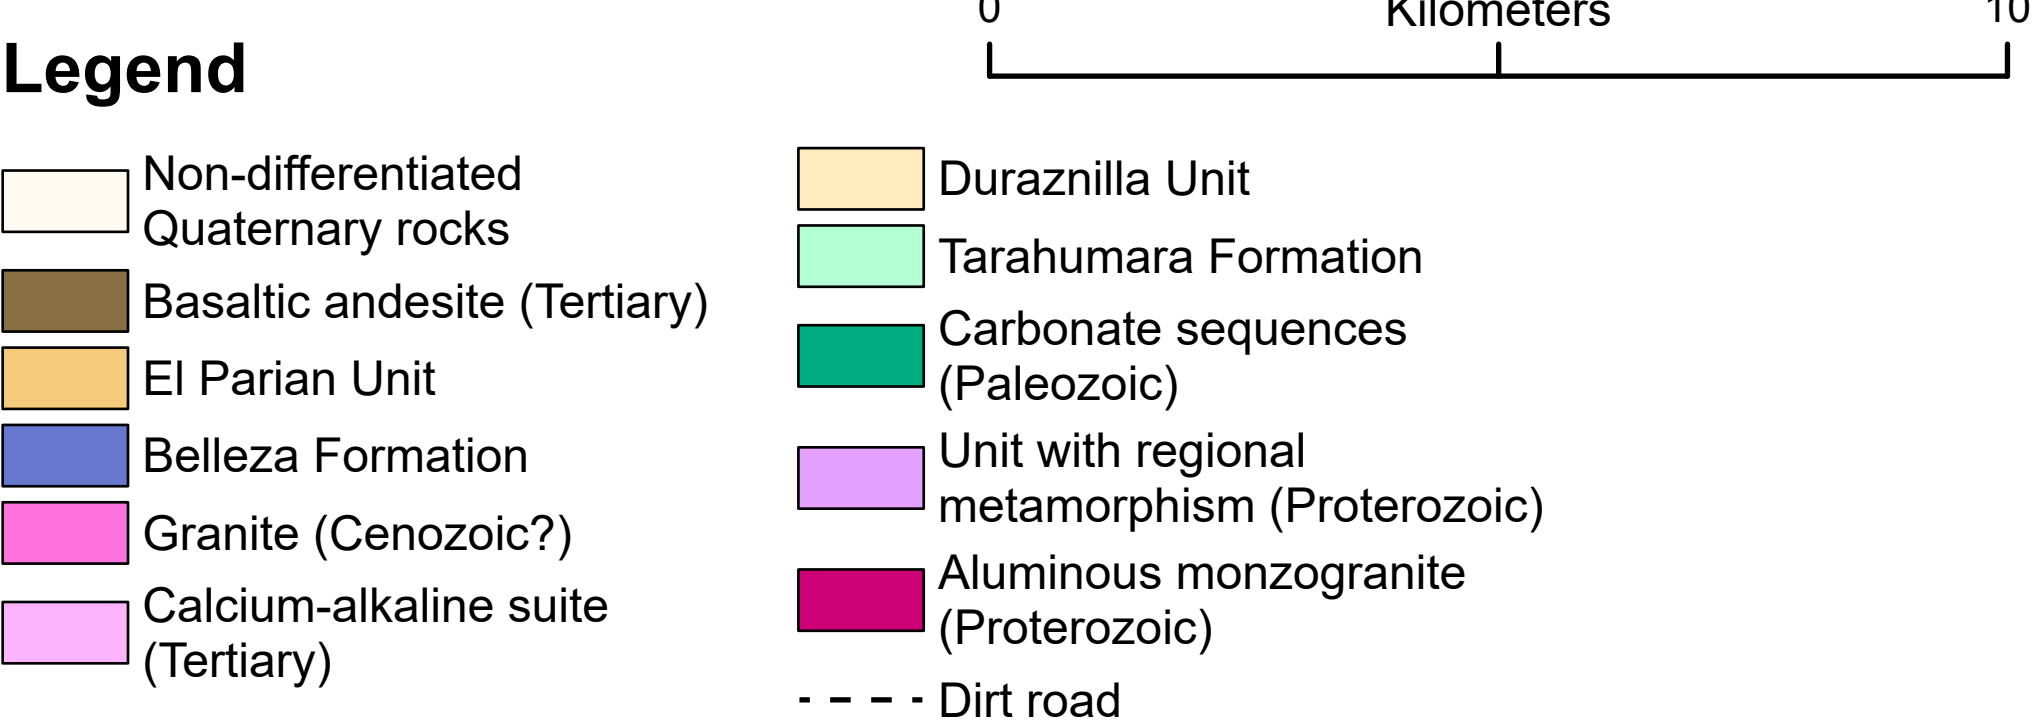 0 Kilometers 10
Legend
Non-differentiated
Quaternary rocks
Basaltic andesite (Tertiary)
El Parian Unit
Belleza Formation
Granite (Cenozoic?)
Calcium-alkaline suite
(Tertiary)
Duraznilla Unit
Tarahumara Formation
Carbonate sequences
(Paleozoic)
Unit with regional
metamorphism (Proterozoic)
Aluminous monzogranite
(Proterozoic)
Dirt road